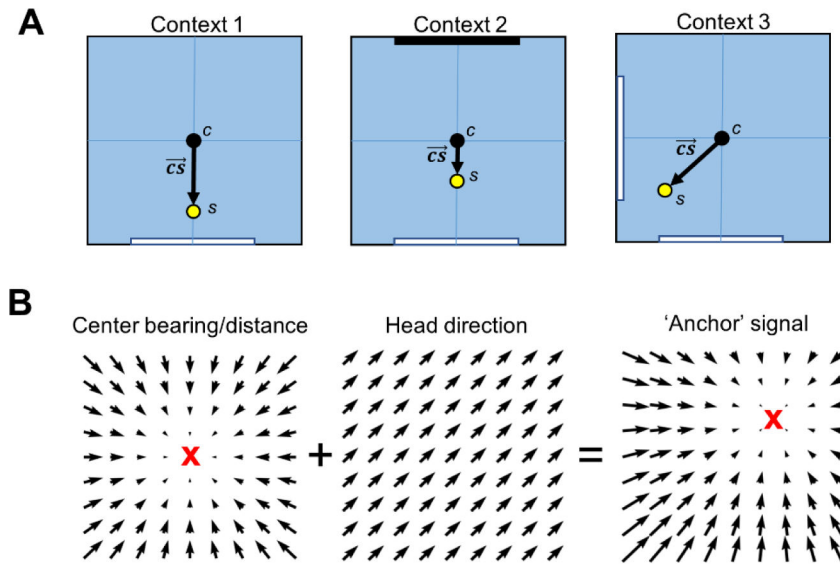 A
Context 1
Context 2
Context 3
c
c
c
cs
cs
cs
s
s
s
B
Center bearing/distance
Head direction
‘Anchor’ signal
X
+
=
X